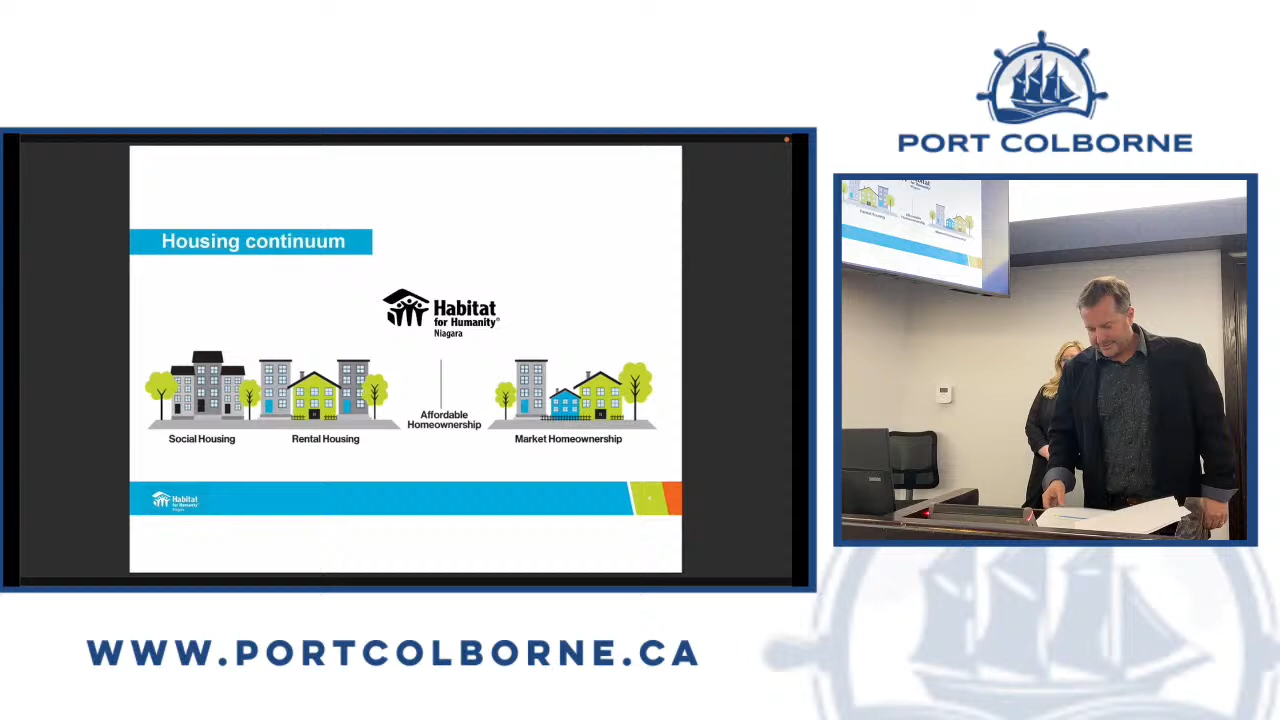 PORT COLBORNE
Housing continuum
Habitat
for Humanity®
Niagara
Affordable
Homeownership
Social Housing
Rental Housing
Market Homeownership
Habitat
for Humanity
Niagara
WWW.PORTCOLBORNE.CA